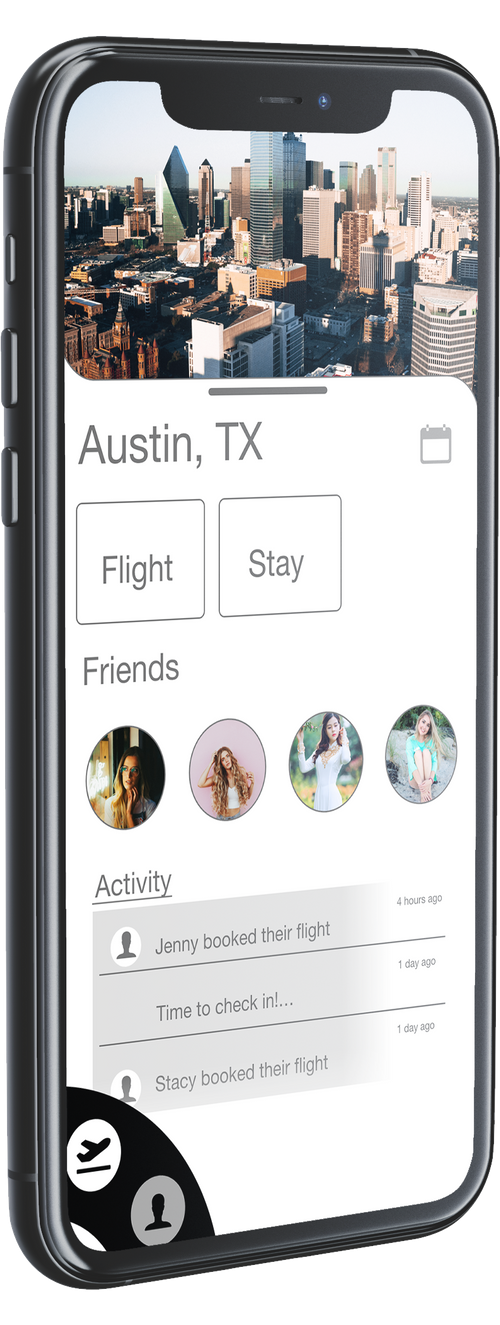 Austin, TX
Flight
Stay
Friends
Activity
4 hours ago
Jenny booked their flight
1 day ago
Time to check in!...
1 day ago
Stacy booked their flight